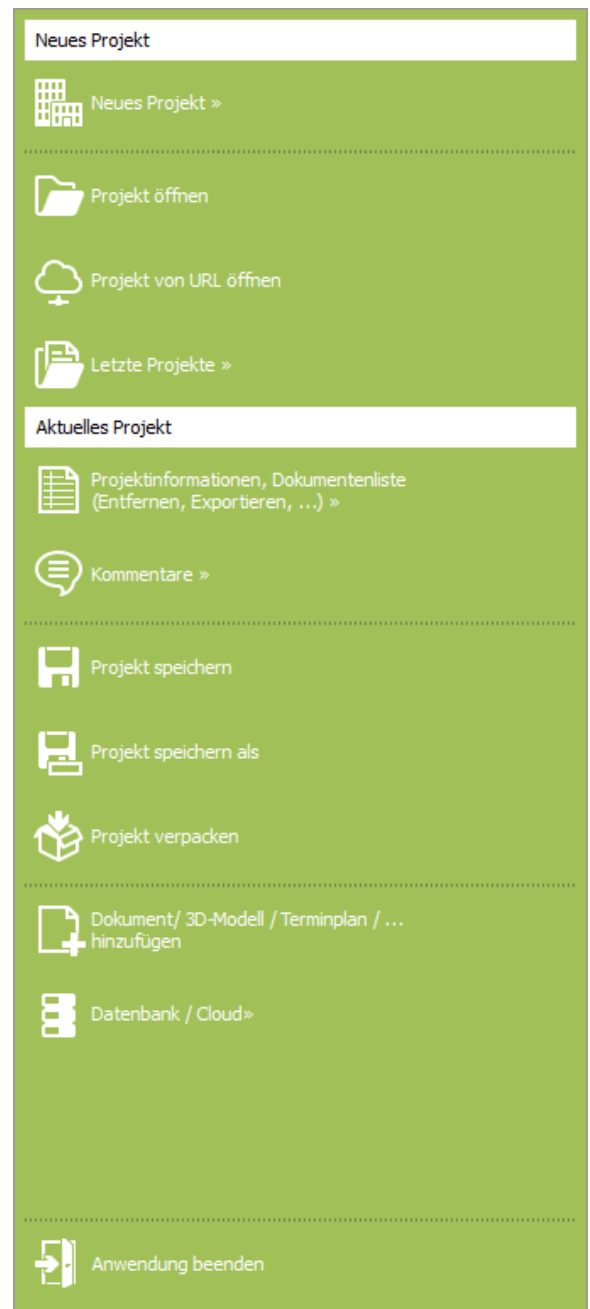 Neues Projekt
Neues Projekt »
Projekt öffnen
Projekt von URL öffnen
Letzte Projekte »
Aktuelles Projekt
Projektinformationen, Dokumentenliste
(Entfernen, Exportieren, ...) »
Kommentare »
Projekt speichern
Projekt speichern als
Projekt verpacken
Dokument/ 3D-Modell / Terminplan / ...
hinzufügen
Datenbank / Cloud»
Anwendung beenden